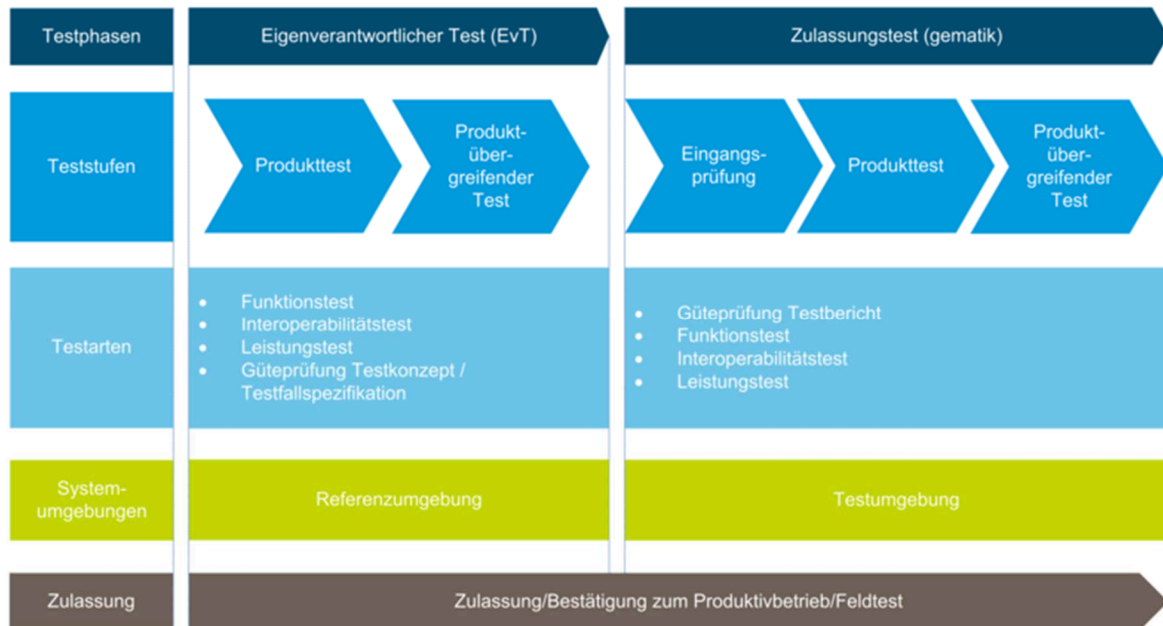 Testphasen
Eigenverantwortlicher Test (EvT)
Zulassungstest (gematik)
Teststufen
Produkttest
Produkt-
über-
greifender
Test
Eingangs-
prüfung
Produkttest
Produkt-
über-
greifender
Test
Testarten
• Funktionstest
• Interoperabilitätstest
• Leistungstest
• Güteprüfung Testkonzept /
Testfallspezifikation
• Güteprüfung Testbericht
• Funktionstest
• Interoperabilitätstest
• Leistungstest
System-
umgebungen
Referenzumgebung
Testumgebung
Zulassung
Zulassung/Bestätigung zum Produktivbetrieb/Feldtest